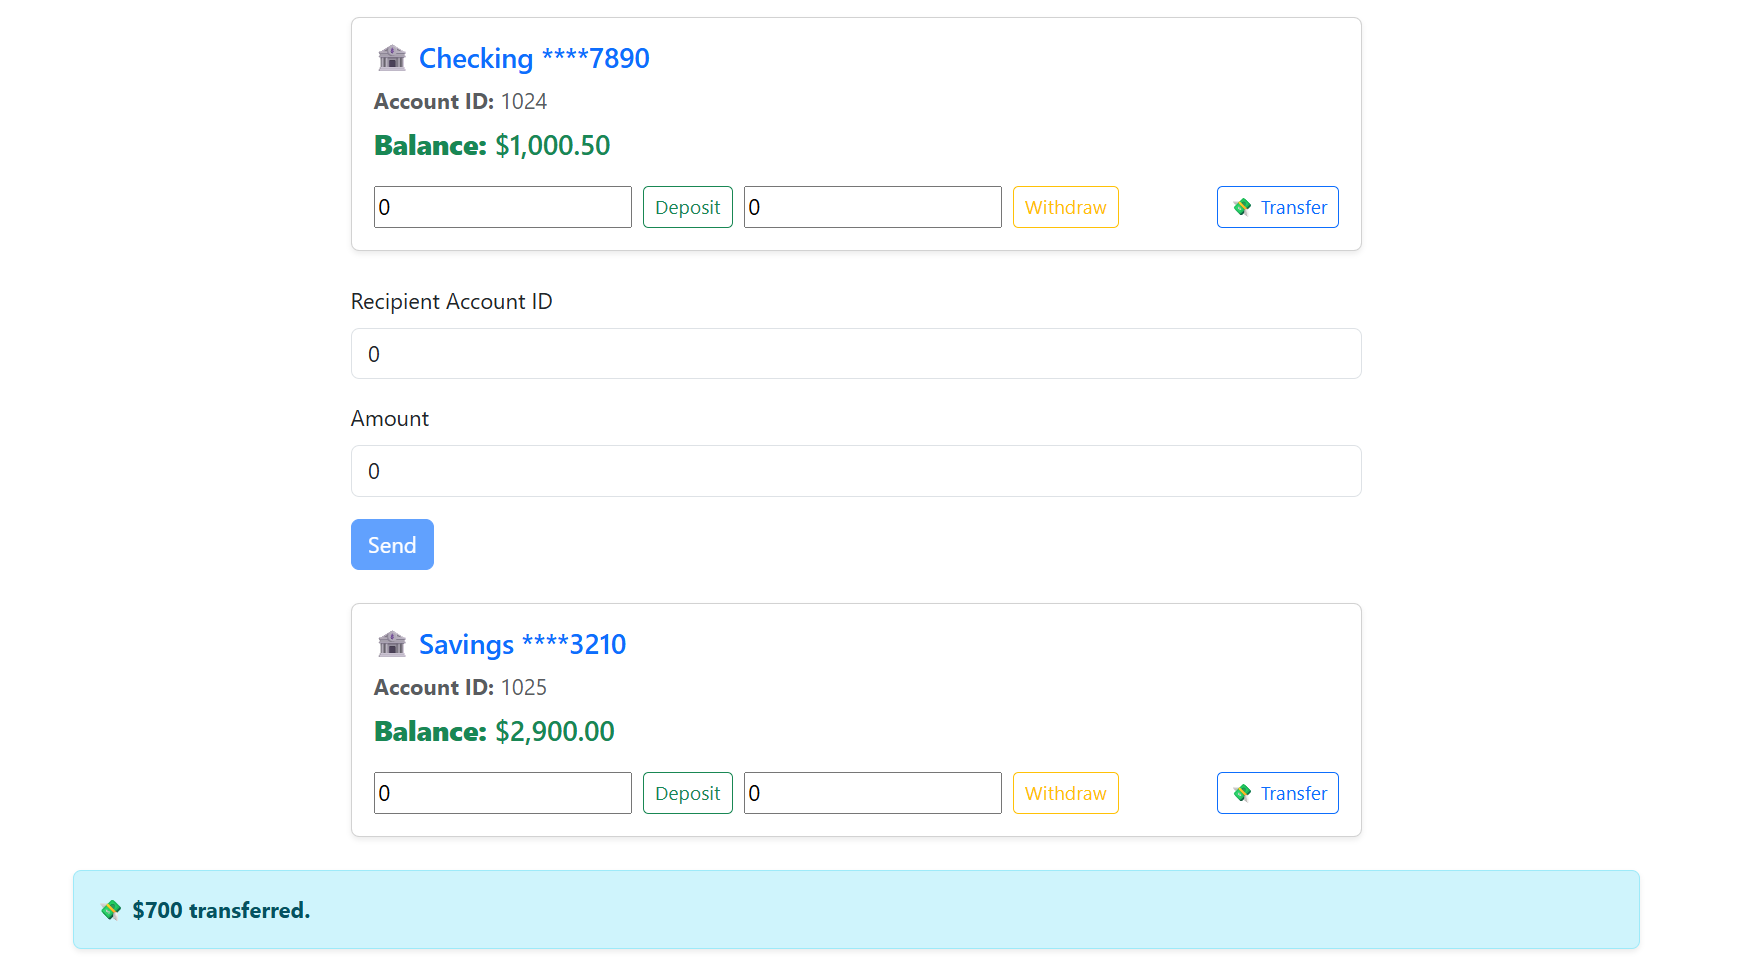 Checking ****7890
Account ID: 1024
Balance: $1,000.50
0 Deposit 0 Withdraw Transfer
Recipient Account ID
0
Amount
0
Send
Savings ****3210
Account ID: 1025
Balance: $2,900.00
0 Deposit 0 Withdraw Transfer
$700 transferred.